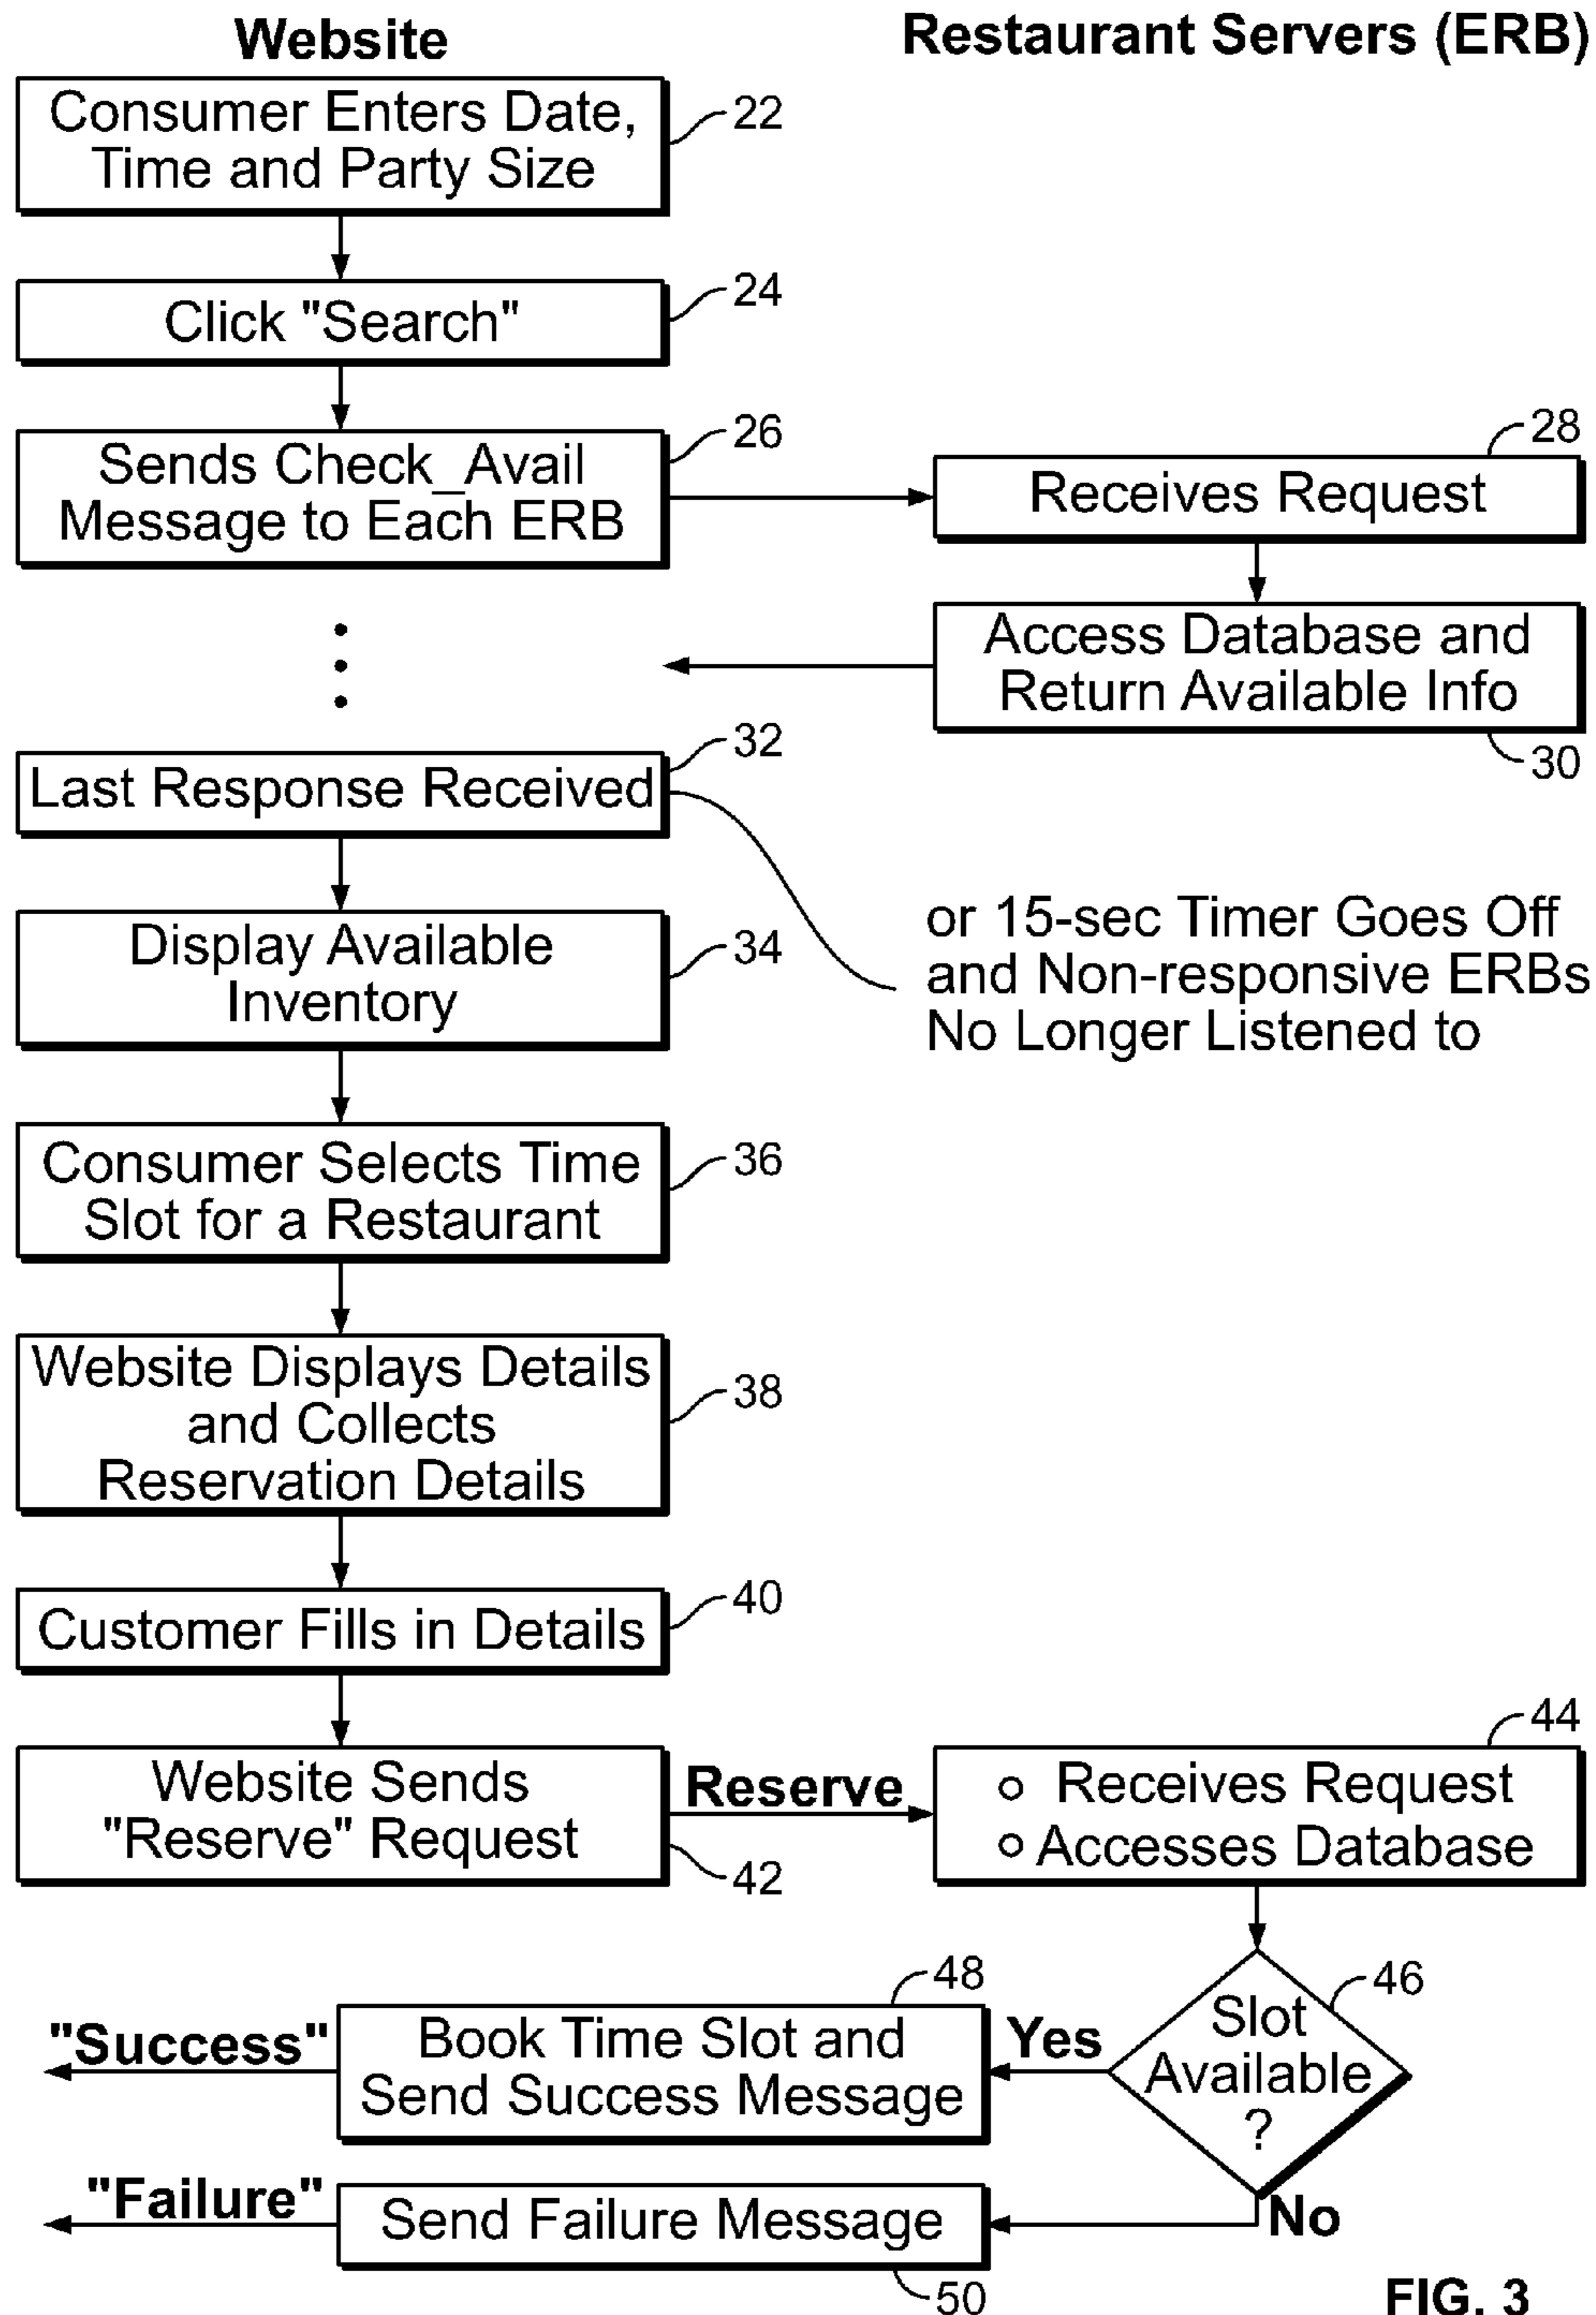 Website
Restaurant Servers (ERB)
Consumer Enters Date,
Time and Party Size
22
Click "Search"
24
Sends Check_Avail
Message to Each ERB
26
Receives Request
28
Access Database and
Return Available Info
30
Last Response Received
32
or 15-sec Timer Goes Off
and Non-responsive ERBs
No Longer Listened to
Display Available
Inventory
34
Consumer Selects Time
Slot for a Restaurant
36
Website Displays Details
and Collects
Reservation Details
38
Customer Fills in Details
40
Website Sends
"Reserve" Request
42
Reserve
44
Receives Request
Accesses Database
46
Slot
Available
?
Yes
48
Book Time Slot and
Send Success Message
"Success"
No
Send Failure Message
50
"Failure"
FIG. 3